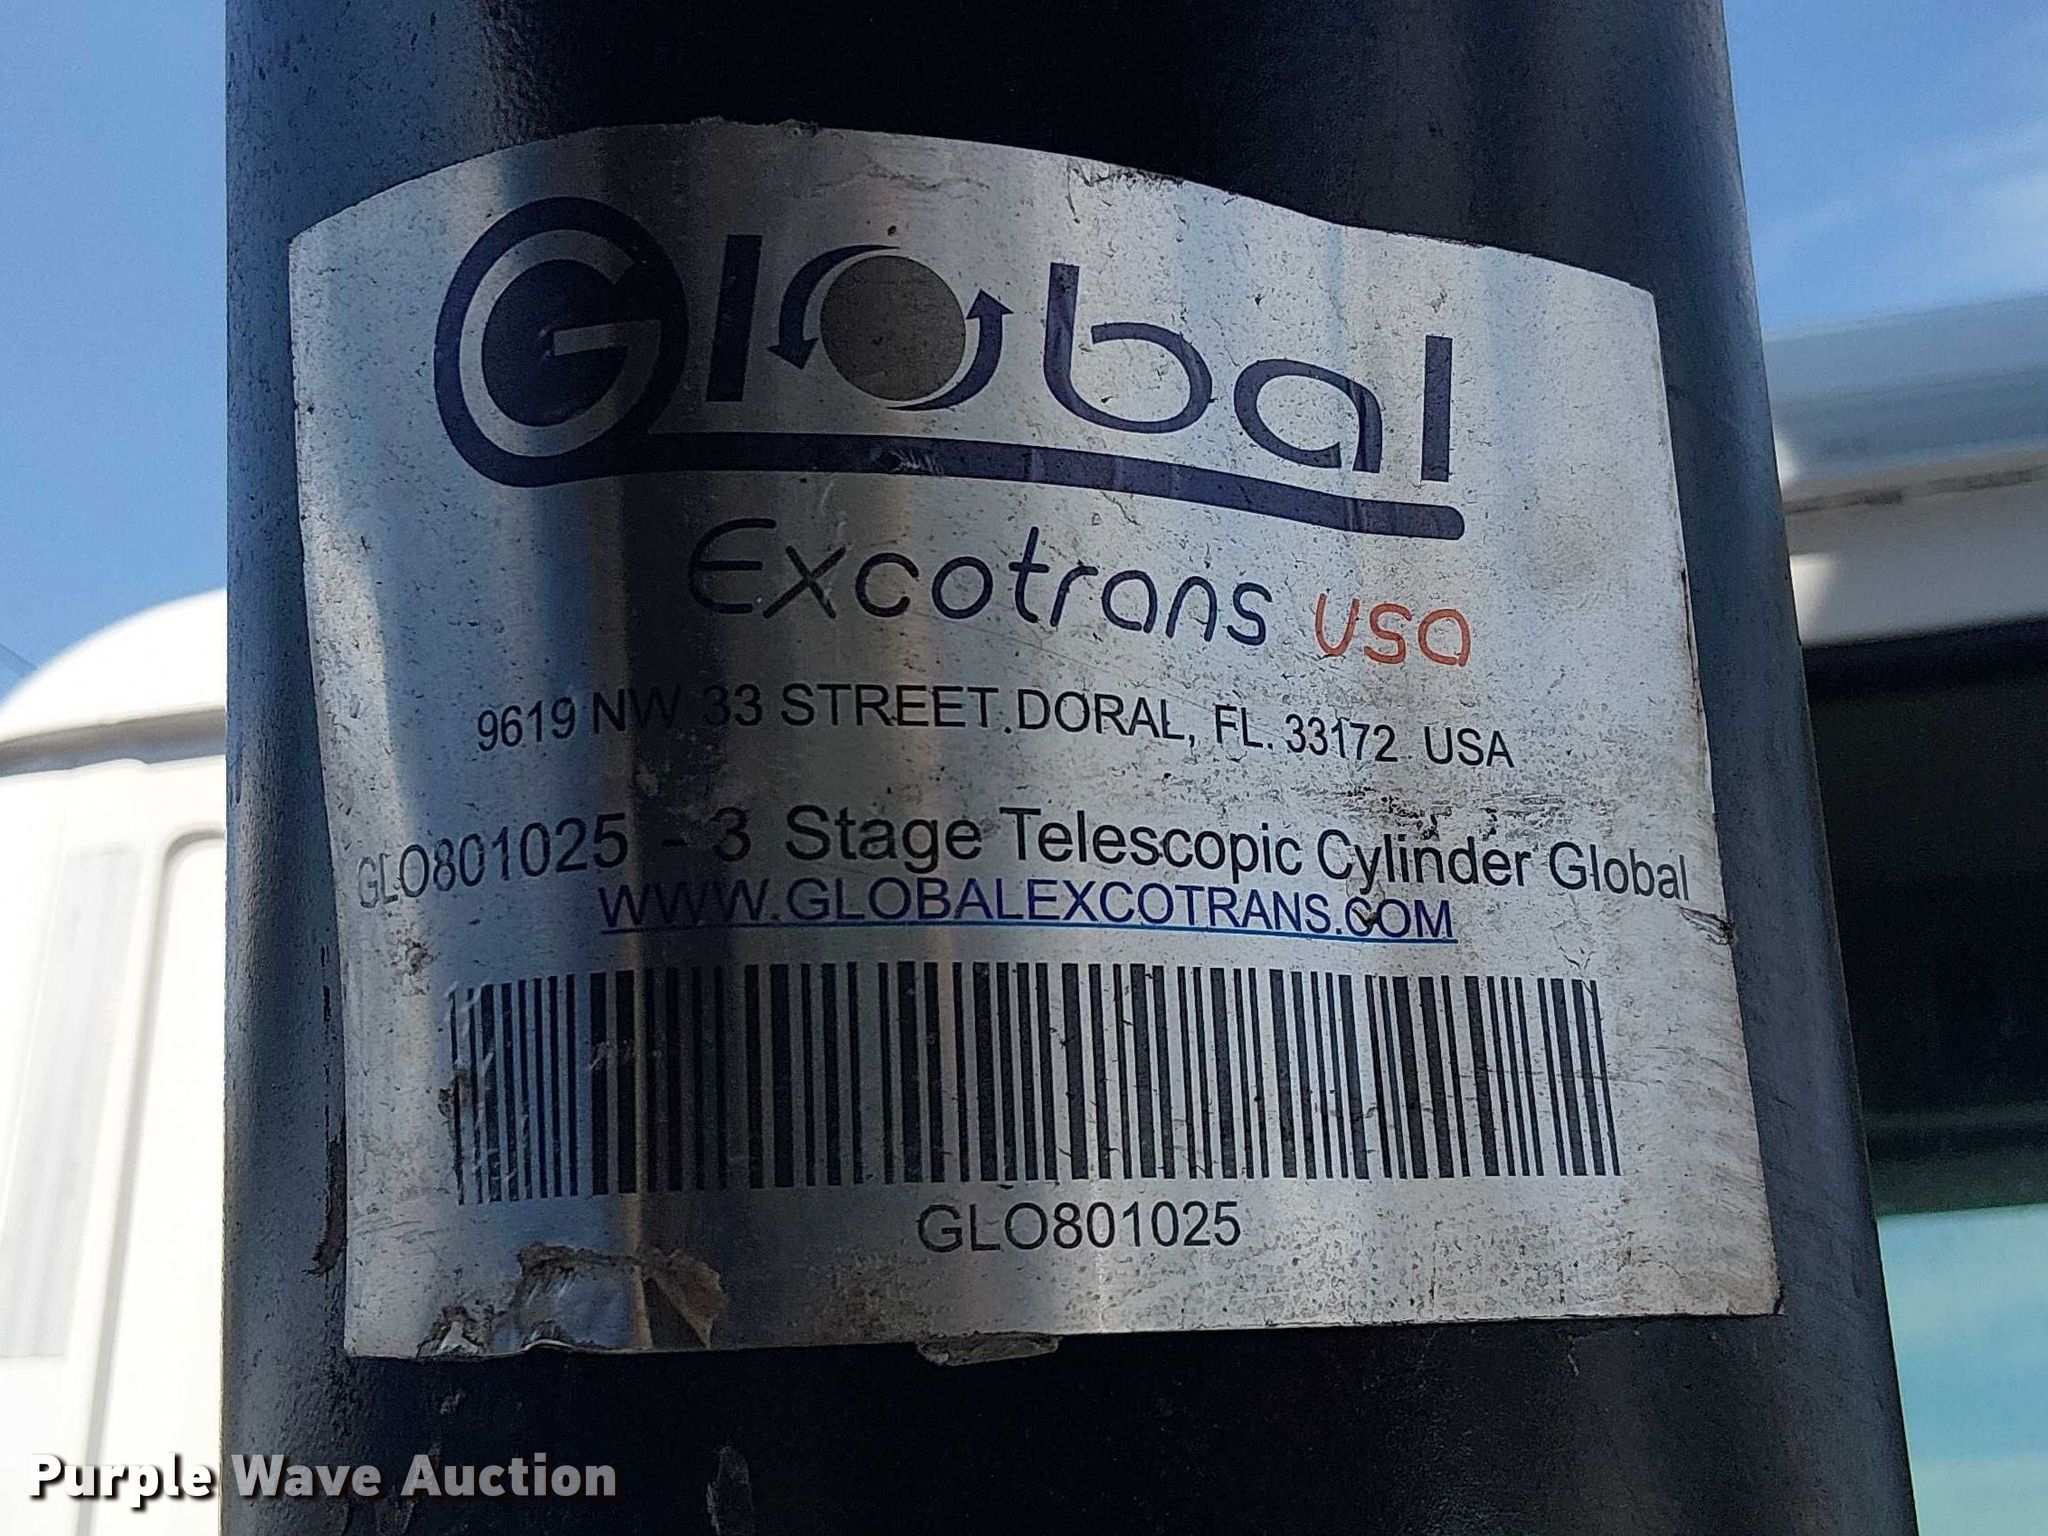 Global
Excotrans USA
9619 NW 33 STREET. DORAL, FL. 33172 USA
GLO801025 - 3 Stage Telescopic Cylinder Global
WWW.GLOBALEXCOTRANS.COM
GLO801025
Purple Wave Auction